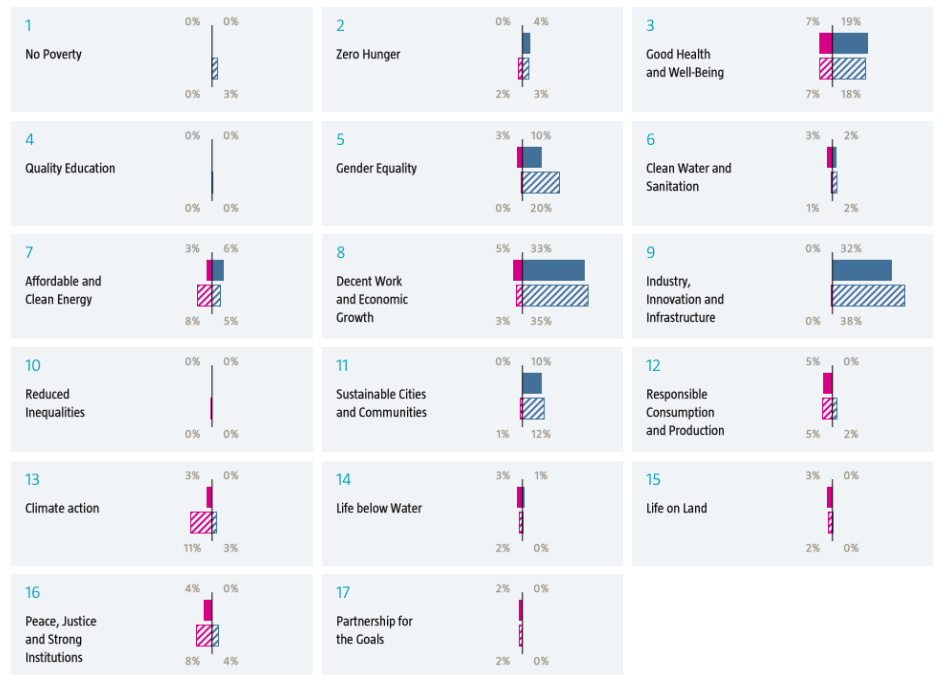 1
No Poverty
0% 0%
0% 3%
2
Zero Hunger
0% 4%
2% 3%
3
Good Health
and Well-Being
7% 19%
7% 18%
4
Quality Education
0% 0%
0% 0%
5
Gender Equality
3% 10%
0% 20%
6
Clean Water and
Sanitation
3% 2%
1% 2%
7
Affordable and
Clean Energy
3% 6%
8% 5%
8
Decent Work
and Economic
Growth
5% 33%
3% 35%
9
Industry,
Innovation and
Infrastructure
0% 32%
0% 38%
10
Reduced
Inequalities
0% 0%
0% 0%
11
Sustainable Cities
and Communities
0% 10%
1% 12%
12
Responsible
Consumption
and Production
5% 0%
5% 2%
13
Climate action
3% 0%
11% 3%
14
Life below Water
3% 1%
2% 0%
15
Life on Land
3% 0%
2% 0%
16
Peace, Justice
and Strong
Institutions
4% 0%
8% 4%
17
Partnership for
the Goals
2% 0%
2% 0%